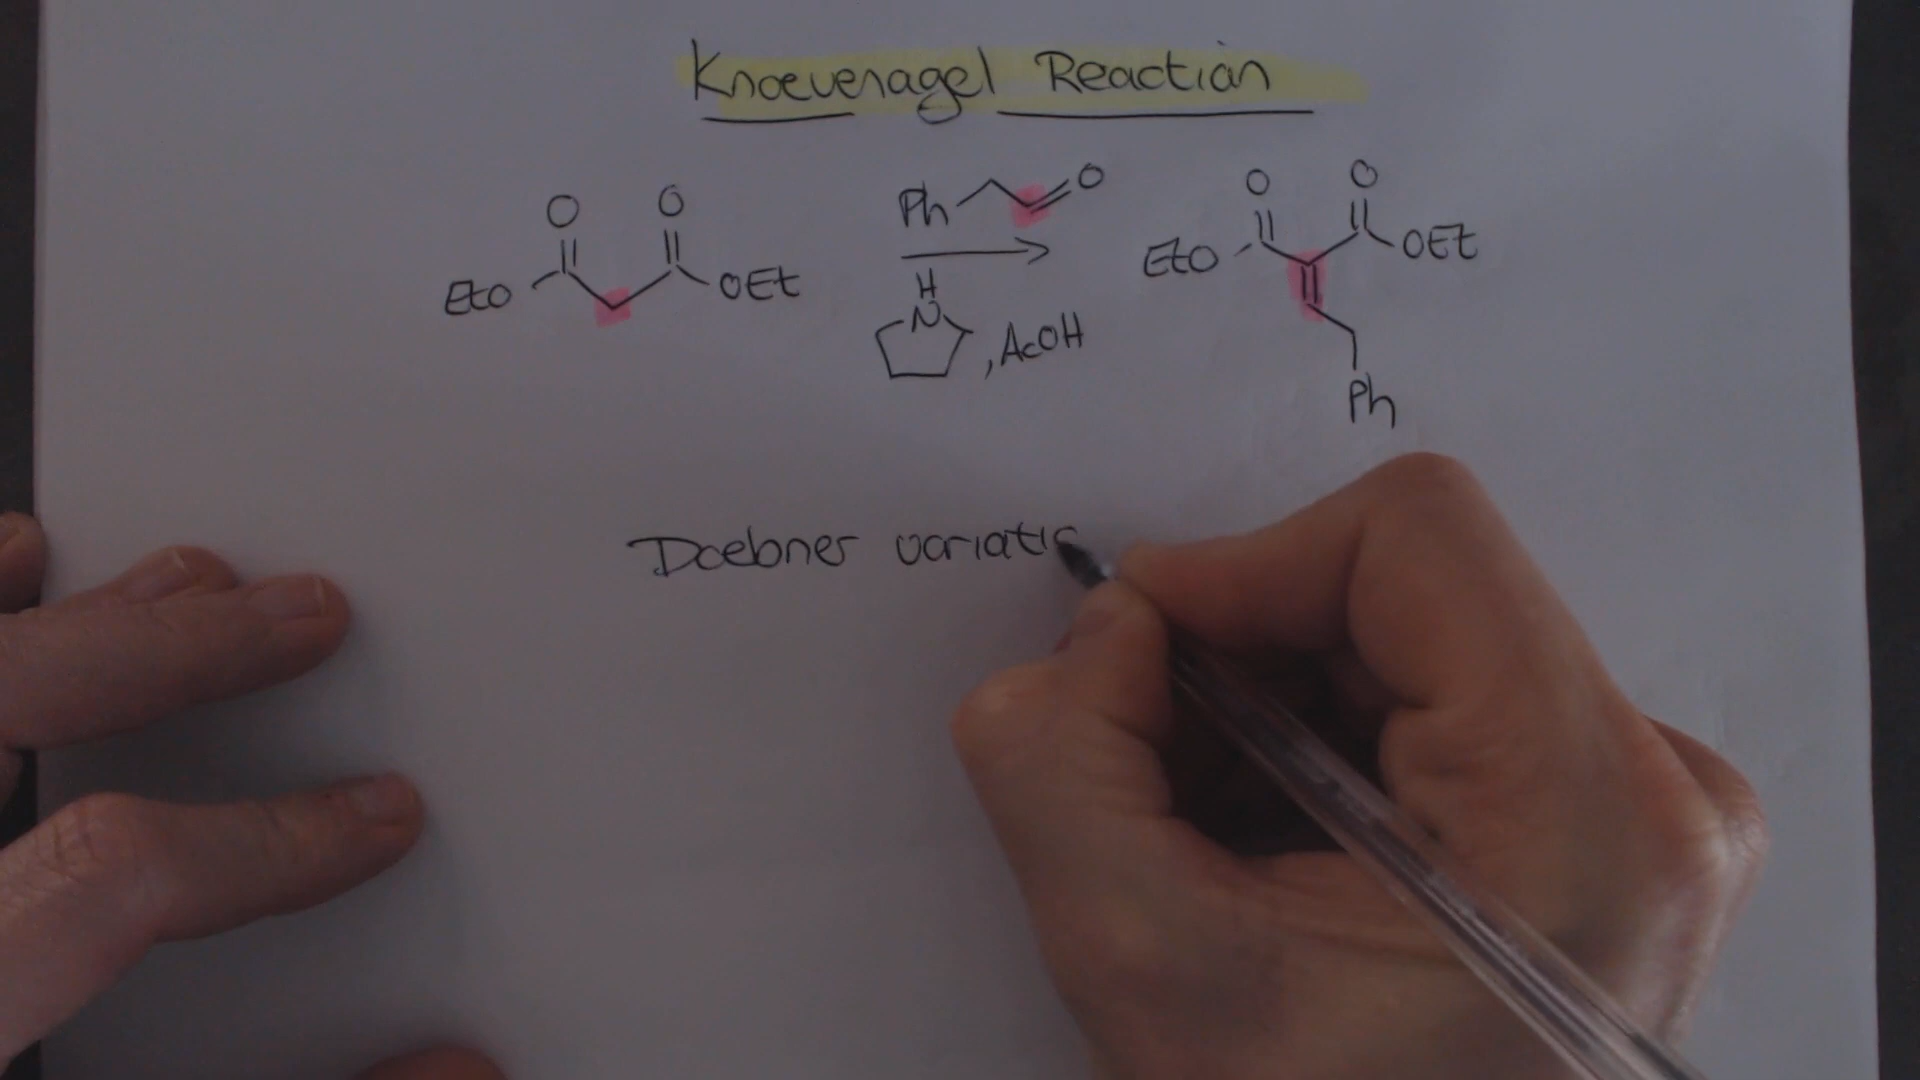 Knoevenagel Reaction
O O Ph O O O
EtO OEt EtO OEt
H
N
, AcOH
Ph
Doebner variatio